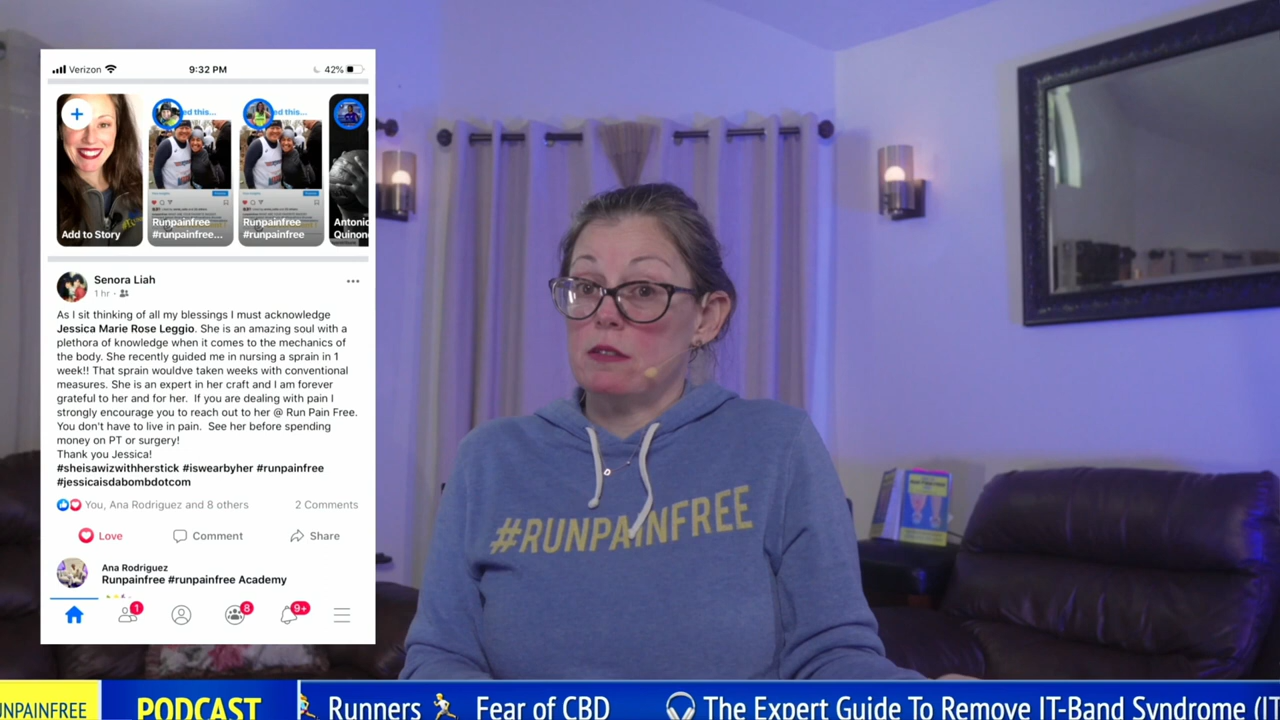 Verizon 9:32 PM 42%
ed this...
ed this...
Add to Story
Runpainfree
#runpainfree...
Runpainfree
#runpainfree
Antonio
Quinon
Senora Liah
1 hr
As I sit thinking of all my blessings I must acknowledge
Jessica Marie Rose Leggio. She is an amazing soul with a
plethora of knowledge when it comes to the mechanics of
the body. She recently guided me in nursing a sprain in 1
week!! That sprain wouldve taken weeks with conventional
measures. She is an expert in her craft and I am forever
grateful to her and for her. If you are dealing with pain I
strongly encourage you to reach out to her @ Run Pain Free.
You don't have to live in pain. See her before spending
money on PT or surgery!
Thank you Jessica!
#sheisawizwithherstick #iswearbyher #runpainfree
#jessicaisdabombdotcom
You, Ana Rodriguez and 8 others 2 Comments
Love Comment Share
Ana Rodriguez
Runpainfree #runpainfree Academy
1 8 9+
#RUNPAINFREE
UNPAINFREE PODCAST Runners Fear of CBD The Expert Guide To Remove IT-Band Syndrome (IT